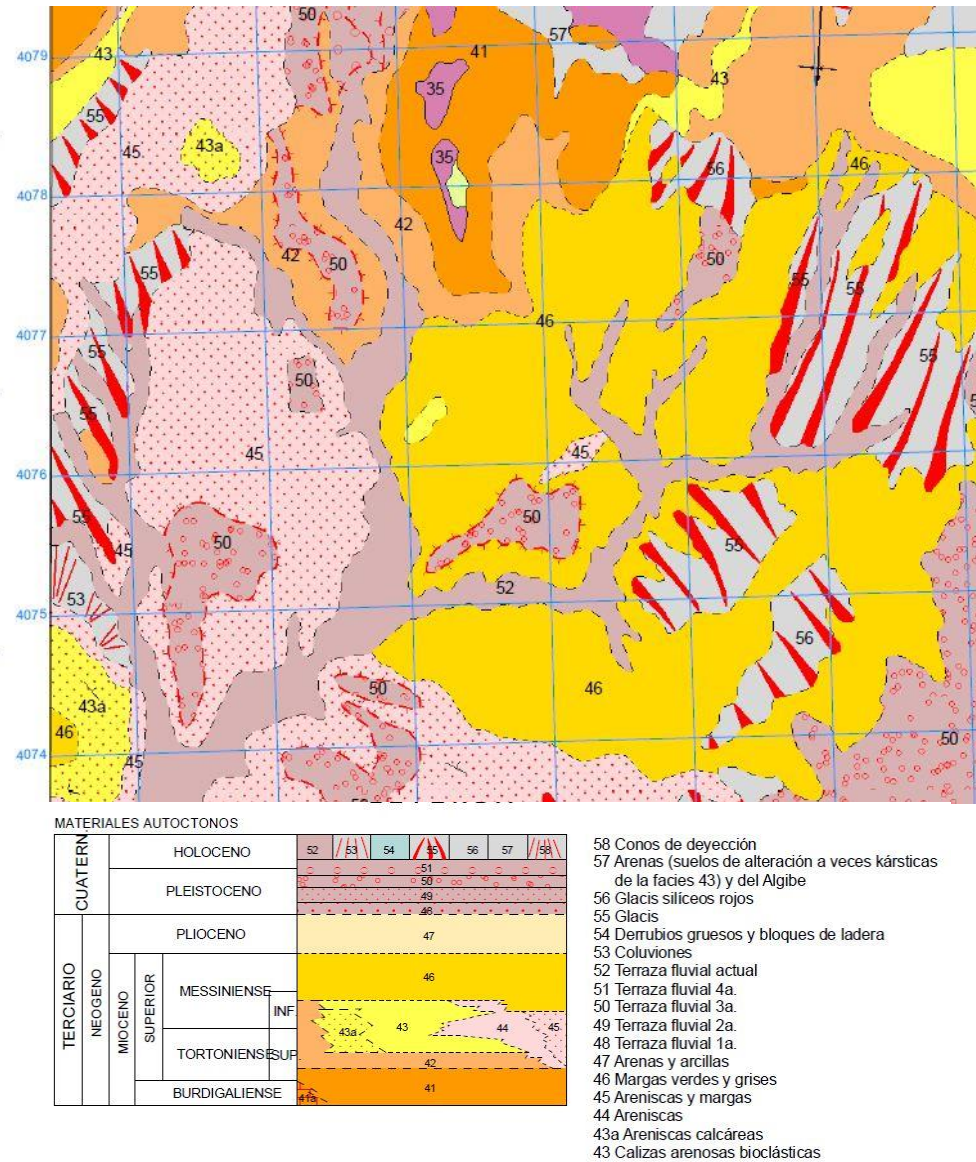 50
57
4079
43
41
43
35
55
43a
45
35
46
56
4078
42
42
50
50
55
55
55
4077
46
55
55
50
55
45
4076
45
50
50
55
55
45
53
52
4075
56
50
46
43a
46
50
4074
45
MATERIALES AUTOCTONOS
CUATERN.
HOLOCENO
52 53 54 55 56 57 58
51
PLEISTOCENO
50
49
48
TERCIARIO
NEOGENO
PLIOCENO
47
MIOCENO
SUPERIOR
MESSINIENSE
46
INF.
43a 43 44 45
TORTONIENSE
SUP.
42
BURDIGALIENSE
41
41a
58 Conos de deyección
57 Arenas (suelos de alteración a veces kársticas
de la facies 43) y del Algibe
56 Glacis silíceos rojos
55 Glacis
54 Derrubios gruesos y bloques de ladera
53 Coluviones
52 Terraza fluvial actual
51 Terraza fluvial 4a.
50 Terraza fluvial 3a.
49 Terraza fluvial 2a.
48 Terraza fluvial 1a.
47 Arenas y arcillas
46 Margas verdes y grises
45 Areniscas y margas
44 Areniscas
43a Areniscas calcáreas
43 Calizas arenosas bioclásticas